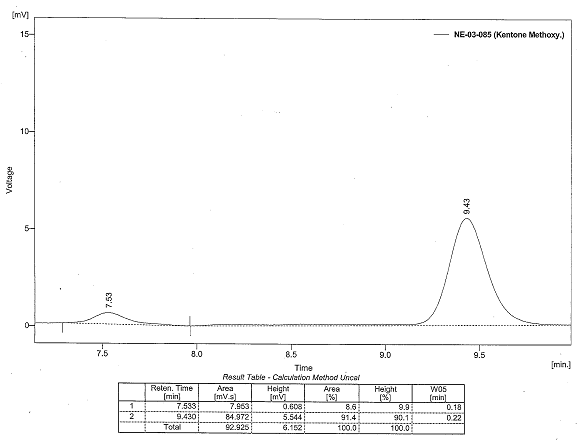 [mV]
15
NE-03-085 (Kentone Methoxy.)
10
Voltage
9.43
5
7.53
0
7.5 8.0 8.5 9.0 9.5
Time [min.]
Result Table - Calculation Method Uncal
Reten. Time Area Height Area Height W05
[min] [mV.s] [mV] [%] [%] [min]
1 7.533 7.953 0.608 8.6 9.9 0.18
2 9.430 84.972 5.544 91.4 90.1 0.22
Total 92.925 6.152 100.0 100.0